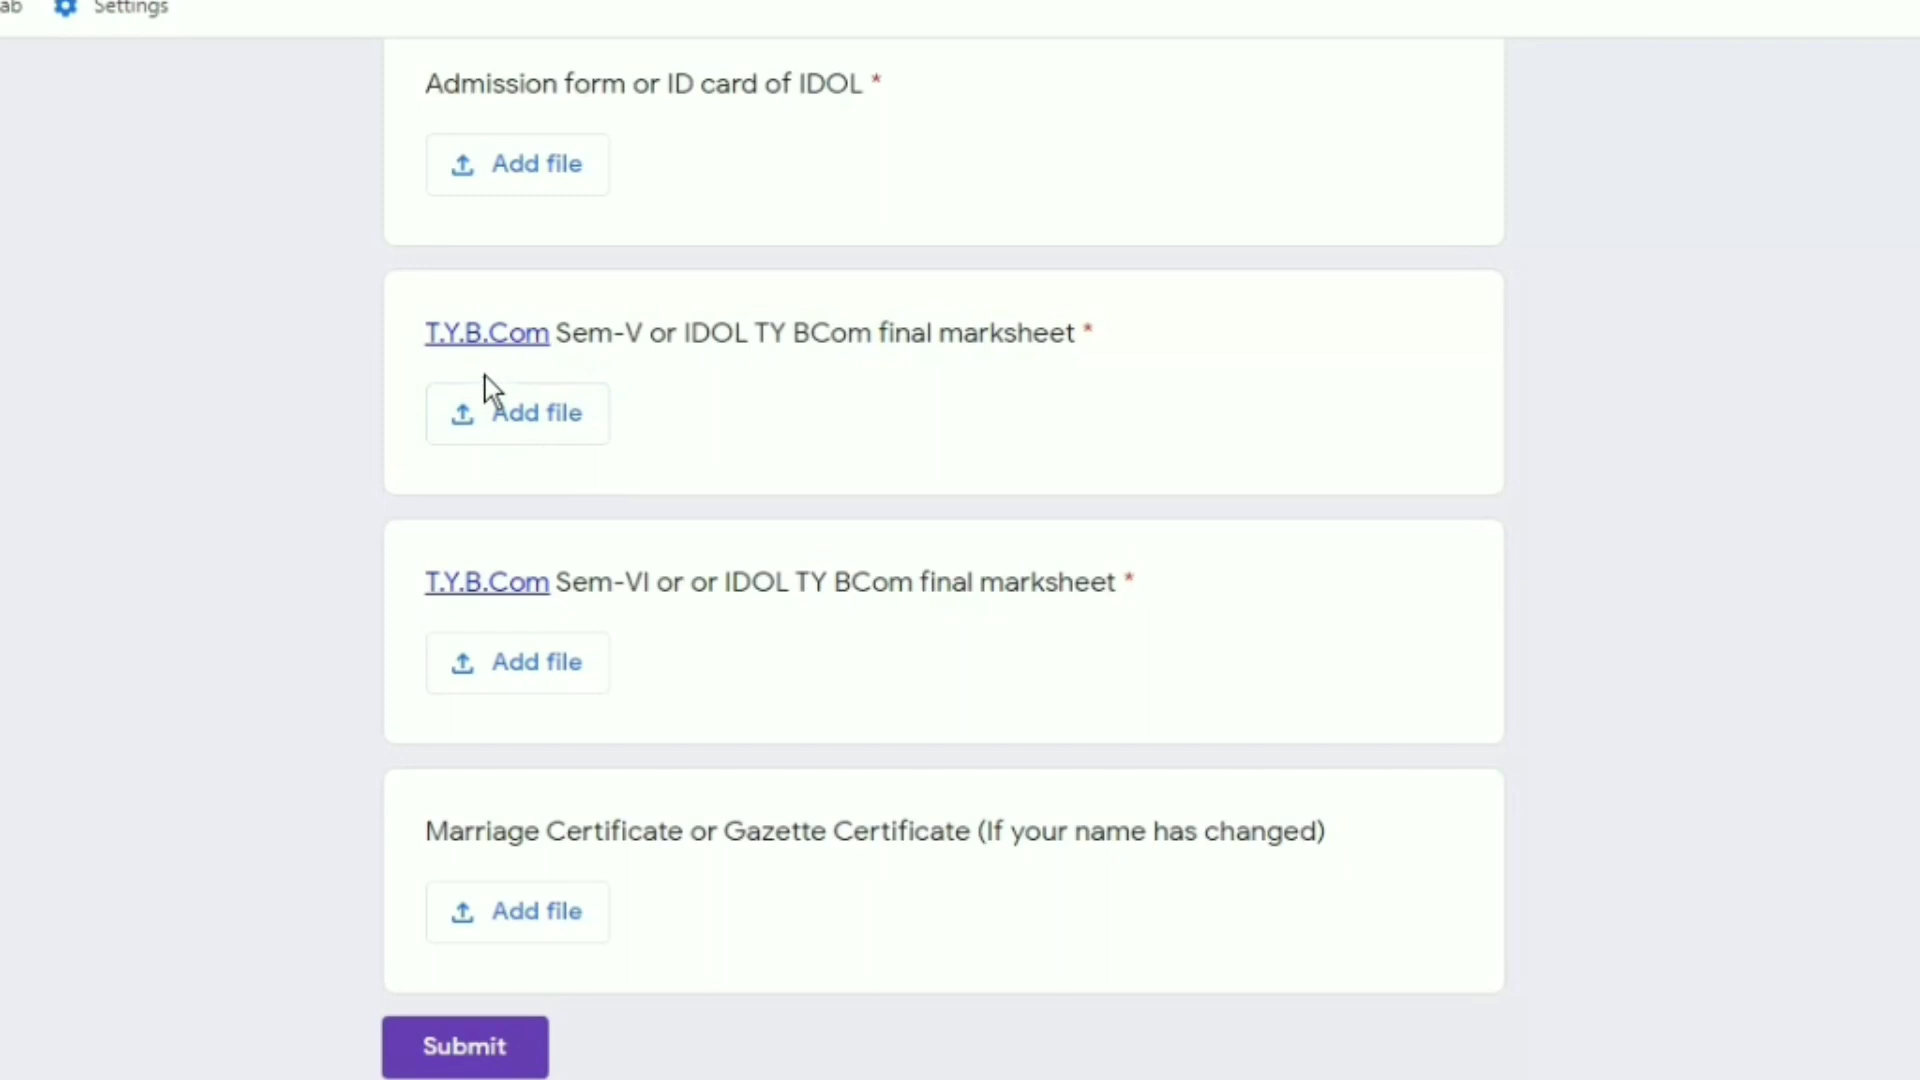 ab Settings
Admission form or ID card of IDOL *
Add file
T.Y.B.Com Sem-V or IDOL TY BCom final marksheet *
Add file
T.Y.B.Com Sem-VI or or IDOL TY BCom final marksheet *
Add file
Marriage Certificate or Gazette Certificate (If your name has changed)
Add file
Submit